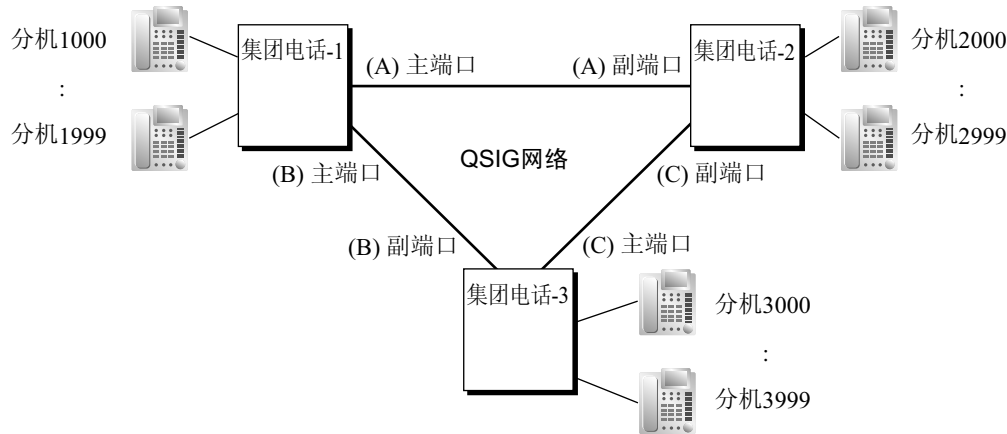 分机1000
:
分机1999
集团电话-1
(A) 主端口
(A) 副端口
集团电话-2
分机2000
:
分机2999
QSIG网络
(B) 主端口
(C) 副端口
(B) 副端口
(C) 主端口
集团电话-3
分机3000
:
分机3999